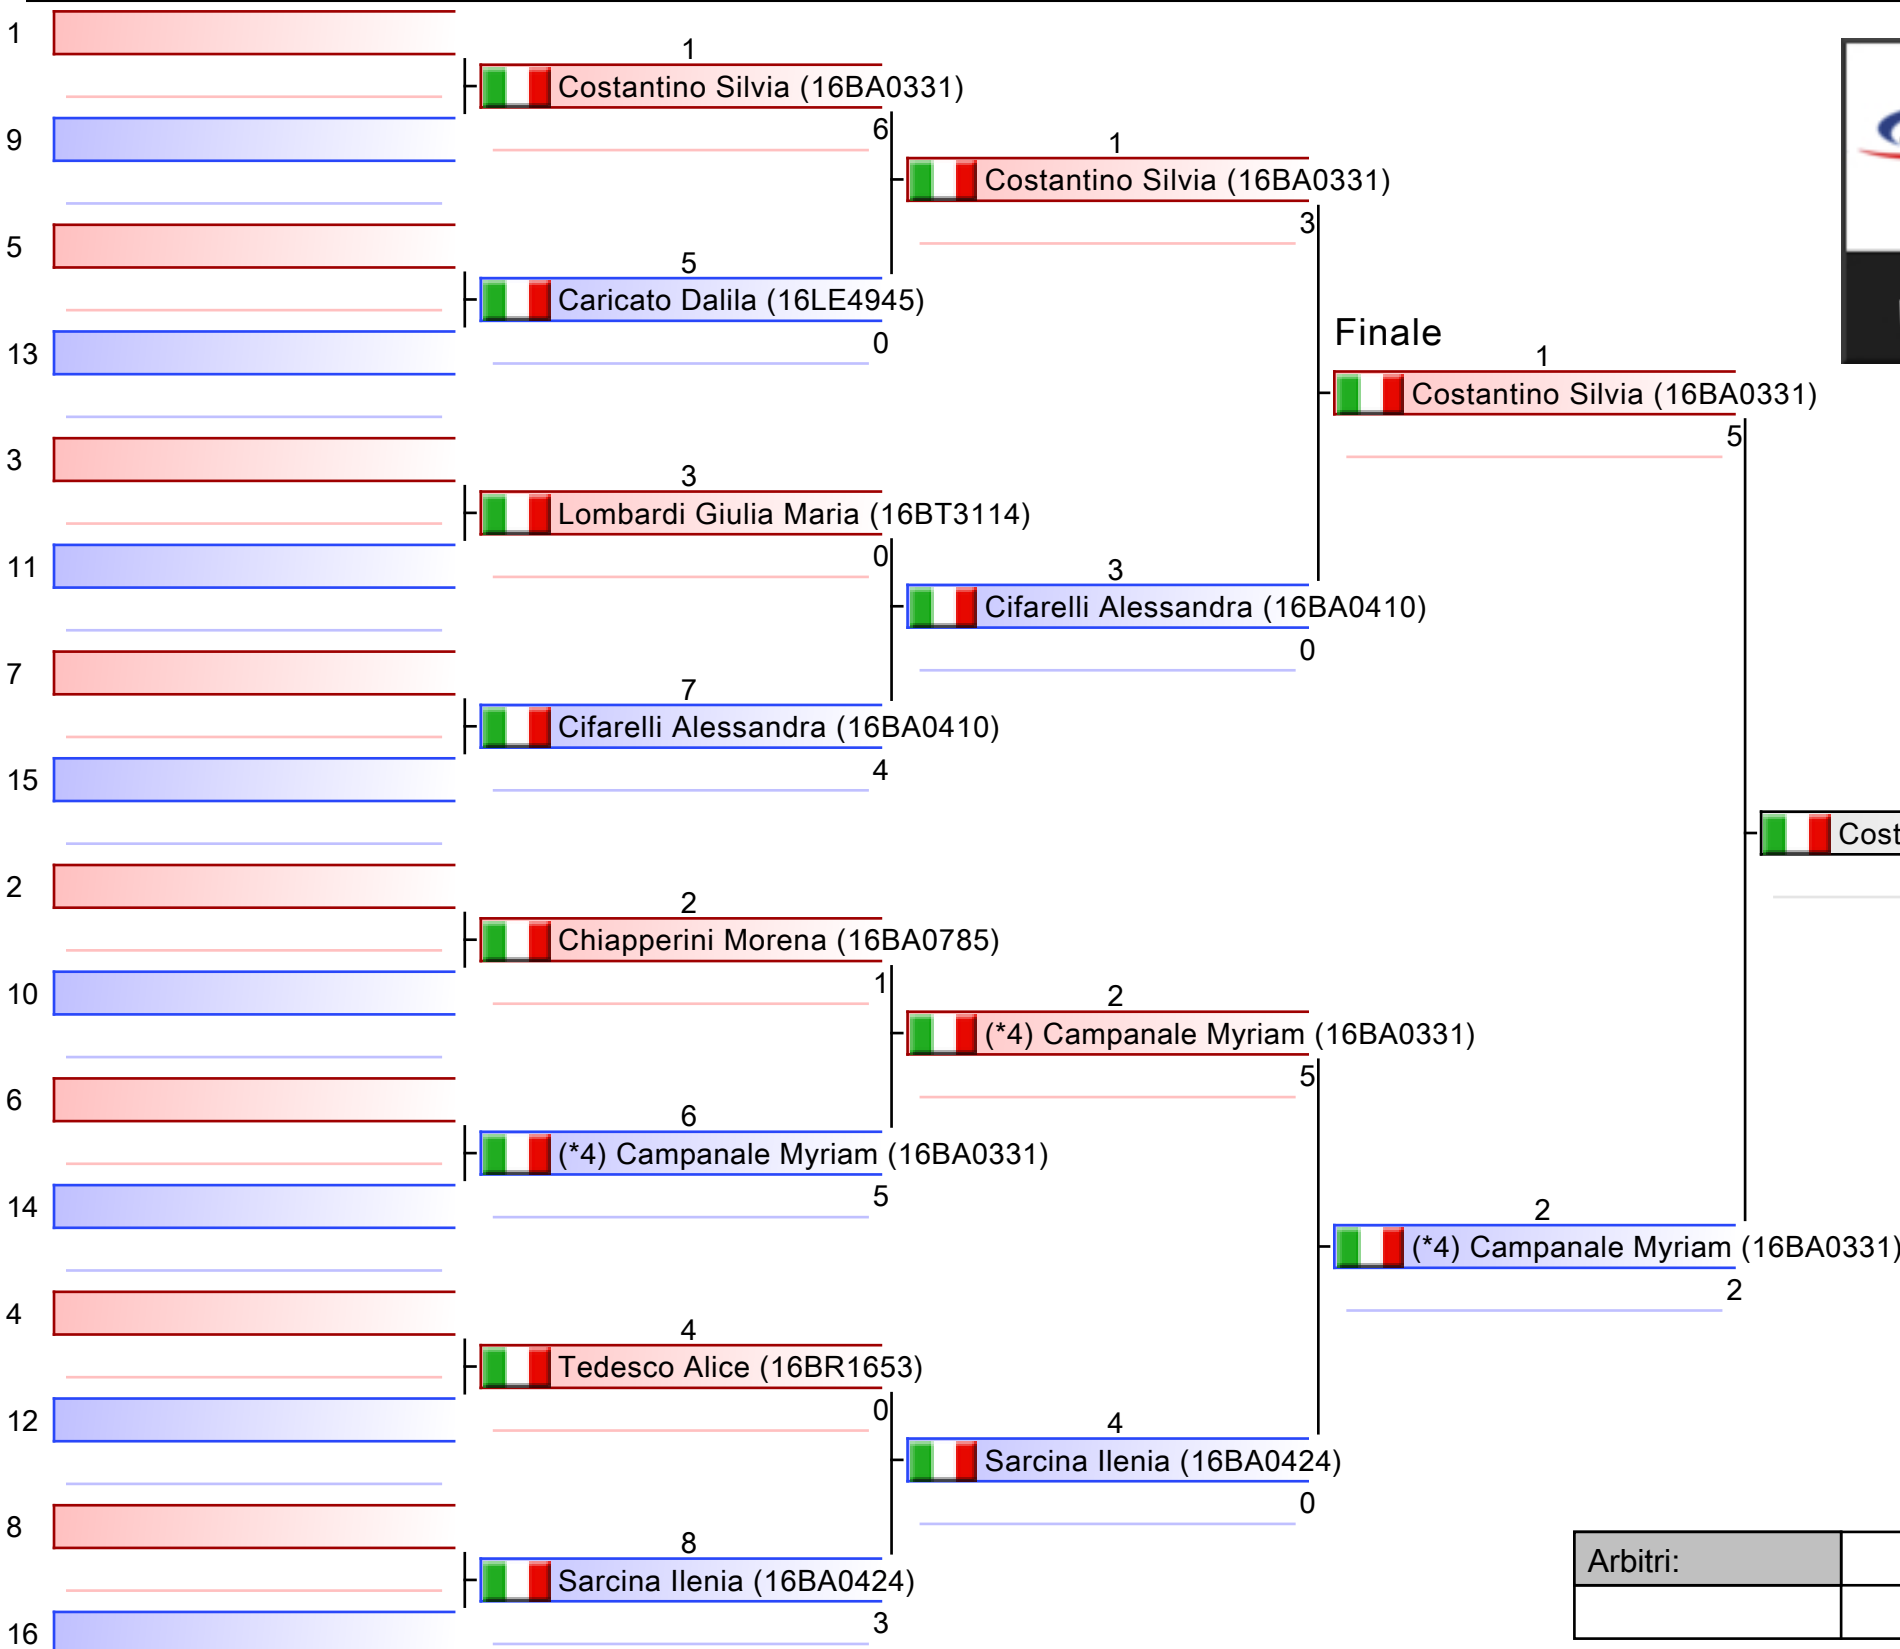 1
9
5
13
3
11
7
15
2
10
6
14
4
12
8
16
1
Costantino Silvia (16BA0331)
6
5
Caricato Dalila (16LE4945)
0
3
Lombardi Giulia Maria (16BT3114)
0
7
Cifarelli Alessandra (16BA0410)
4
2
Chiapperini Morena (16BA0785)
1
6
(*4) Campanale Myriam (16BA0331)
5
4
Tedesco Alice (16BR1653)
0
8
Sarcina Ilenia (16BA0424)
3
1
Costantino Silvia (16BA0331)
3
3
Cifarelli Alessandra (16BA0410)
0
2
(*4) Campanale Myriam (16BA0331)
5
4
Sarcina Ilenia (16BA0424)
0
Finale
1
Costantino Silvia (16BA0331)
5
2
(*4) Campanale Myriam (16BA0331)
2
Cost
Arbitri: